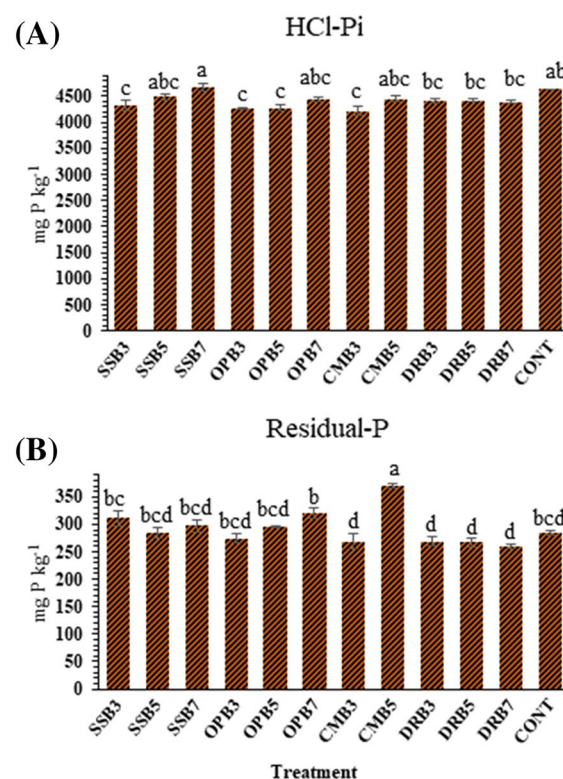 (A)
HCl-Pi
mg P kg-1
4500
4000
3500
3000
2500
2000
1500
1000
500
0
c abc a c c abc c abc bc bc bc ab
SSB3 SSB5 SSB7 OPB3 OPB5 OPB7 CMB3 CMB5 DRB3 DRB5 DRB7 CONT
(B)
Residual-P
mg P kg-1
350
300
250
200
150
100
50
0
bc bcd bcd bcd bcd b d a d d d bcd
SSB3 SSB5 SSB7 OPB3 OPB5 OPB7 CMB3 CMB5 DRB3 DRB5 DRB7 CONT
Treatment